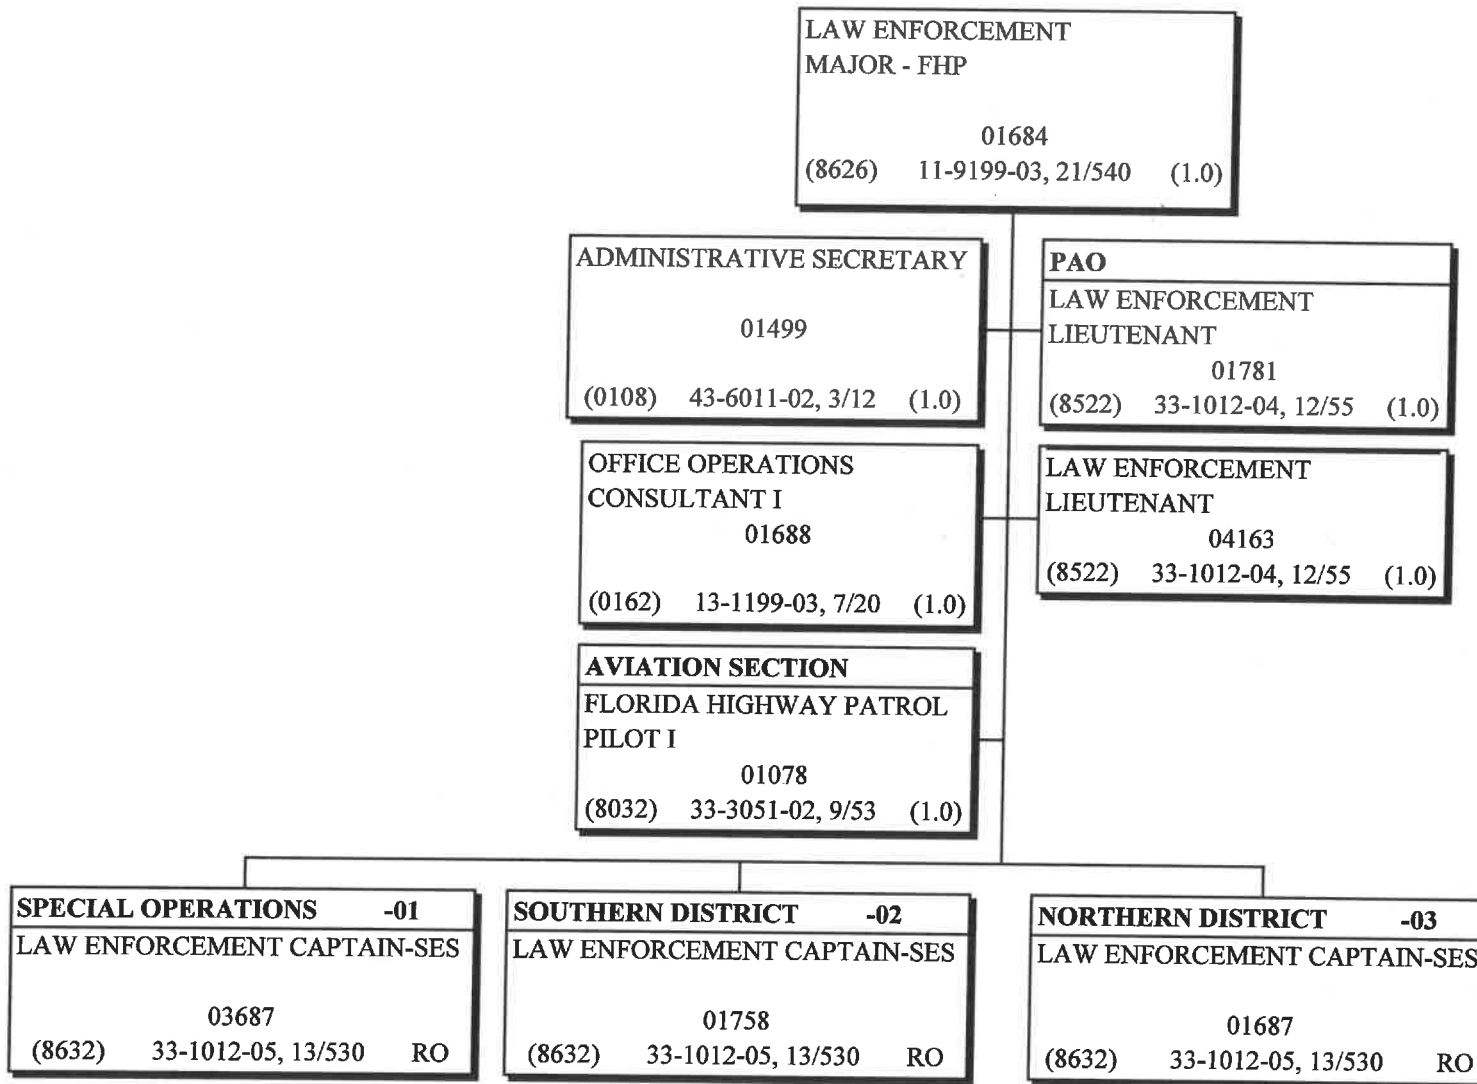 LAW ENFORCEMENT
MAJOR - FHP
01684
(8626) 11-9199-03, 21/540 (1.0)
ADMINISTRATIVE SECRETARY
01499
(0108) 43-6011-02, 3/12 (1.0)
PAO
LAW ENFORCEMENT
LIEUTENANT
01781
(8522) 33-1012-04, 12/55 (1.0)
OFFICE OPERATIONS
CONSULTANT I
01688
(0162) 13-1199-03, 7/20 (1.0)
LAW ENFORCEMENT
LIEUTENANT
04163
(8522) 33-1012-04, 12/55 (1.0)
AVIATION SECTION
FLORIDA HIGHWAY PATROL
PILOT I
01078
(8032) 33-3051-02, 9/53 (1.0)
SPECIAL OPERATIONS -01
LAW ENFORCEMENT CAPTAIN-SES
03687
(8632) 33-1012-05, 13/530 RO
SOUTHERN DISTRICT -02
LAW ENFORCEMENT CAPTAIN-SES
01758
(8632) 33-1012-05, 13/530 RO
NORTHERN DISTRICT -03
LAW ENFORCEMENT CAPTAIN-SES
01687
(8632) 33-1012-05, 13/530 RO